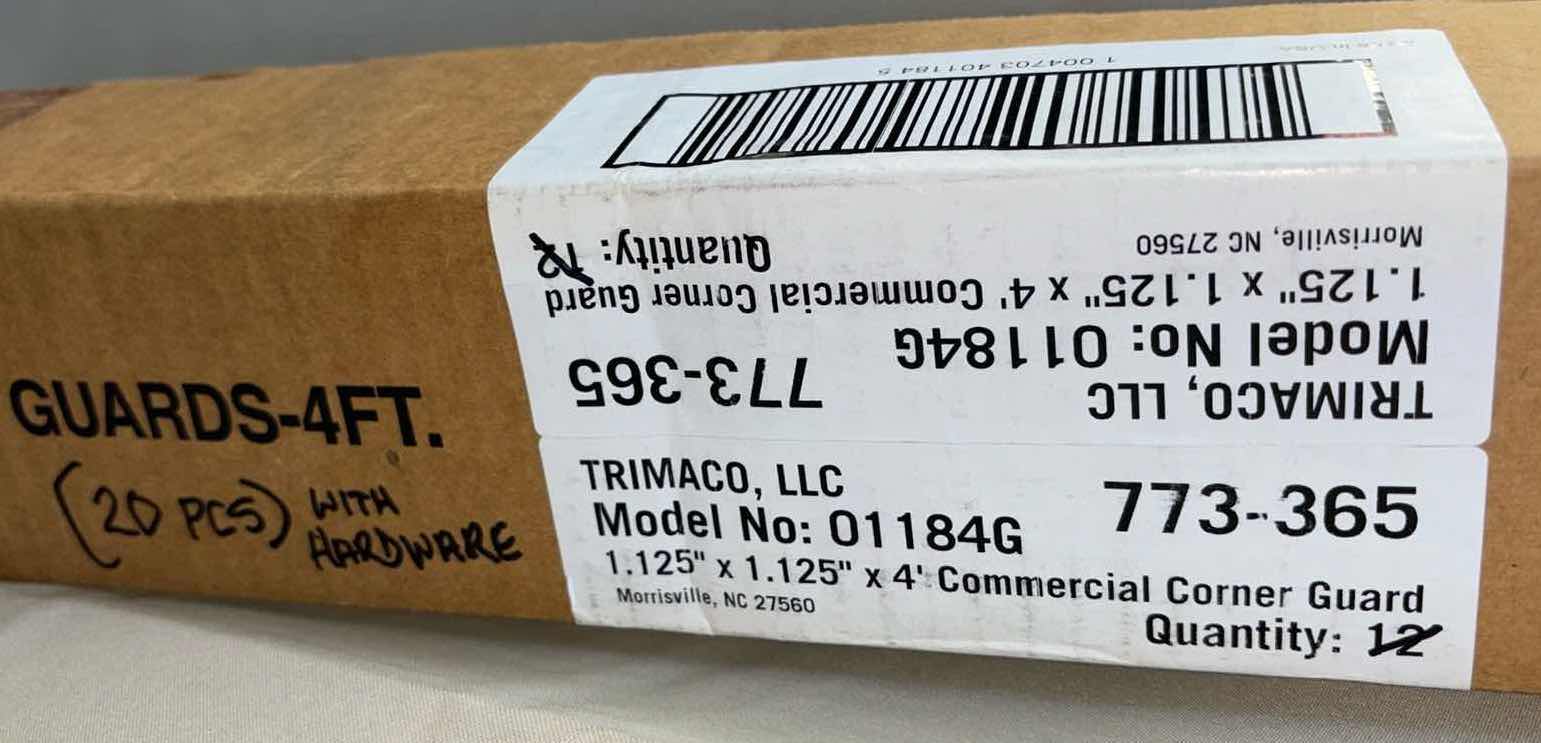 GUARDS-4FT.
(20 PCS) WITH
HARDWARE
1 004703 401184 5
Quantity: 12
Morrisville, NC 27560
1.125" x 1.125" x 4' Commercial Corner Guard
Model No: 01184G
773-365
TRIMACO, LLC
TRIMACO, LLC
773-365
Model No: 01184G
1.125" x 1.125" x 4' Commercial Corner Guard
Morrisville, NC 27560
Quantity: 12